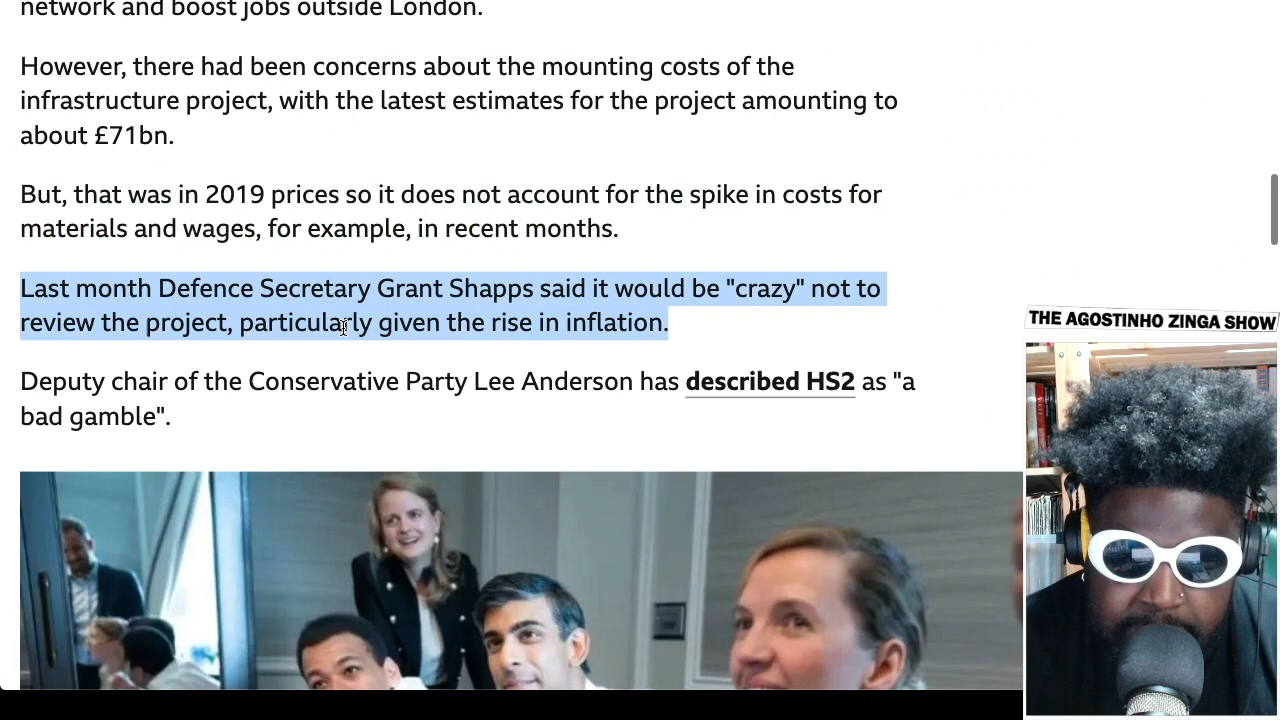 network and boost jobs outside London.
However, there had been concerns about the mounting costs of the
infrastructure project, with the latest estimates for the project amounting to
about £71bn.
But, that was in 2019 prices so it does not account for the spike in costs for
materials and wages, for example, in recent months.
Last month Defence Secretary Grant Shapps said it would be "crazy" not to
review the project, particularly given the rise in inflation.
Deputy chair of the Conservative Party Lee Anderson has described HS2 as "a
bad gamble".
THE AGOSTINHO ZINGA SHOW